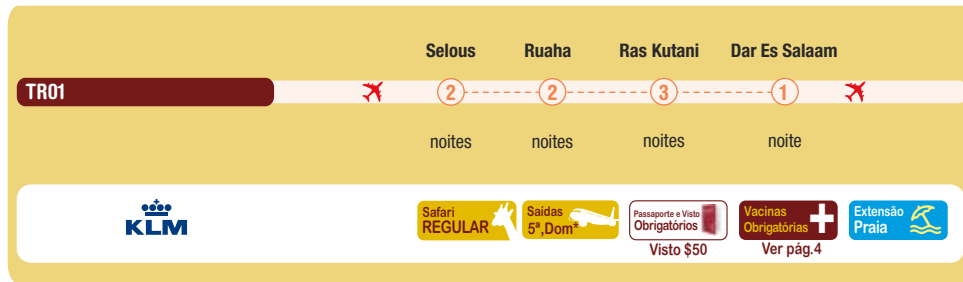 Selous Ruaha Ras Kutani Dar Es Salaam
TR01 2 2 3 1
noites noites noites noite
KLM
Safari
REGULAR
Saídas
5ª,Dom*
Passaporte e Visto
Obrigatórios
Visto $50
Vacinas
Obrigatórias
Ver pág.4
Extensão
Praia